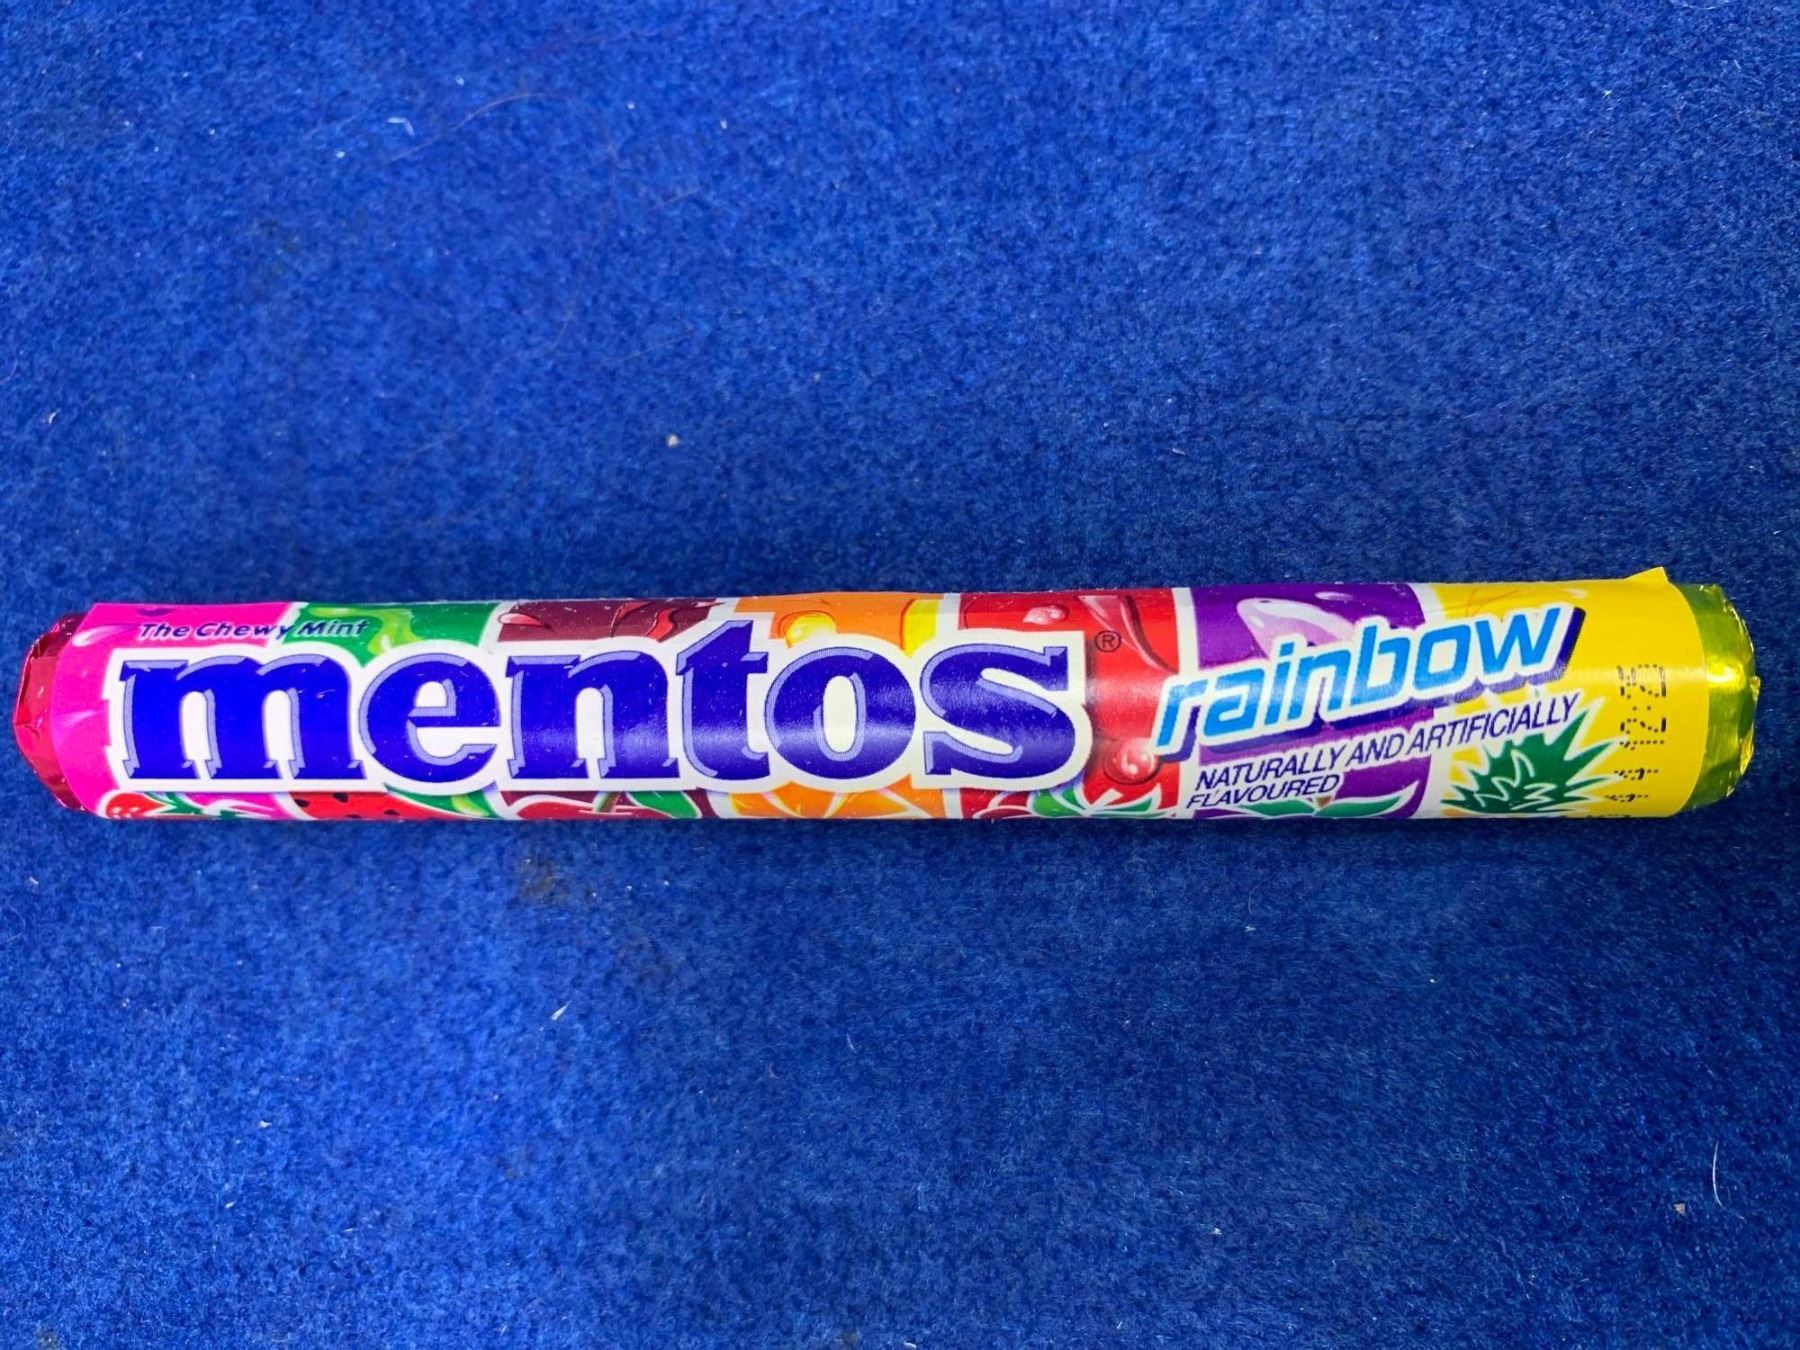 The Chewy Mint
mentos®
rainbow
NATURALLY AND ARTIFICIALLY
FLAVOURED